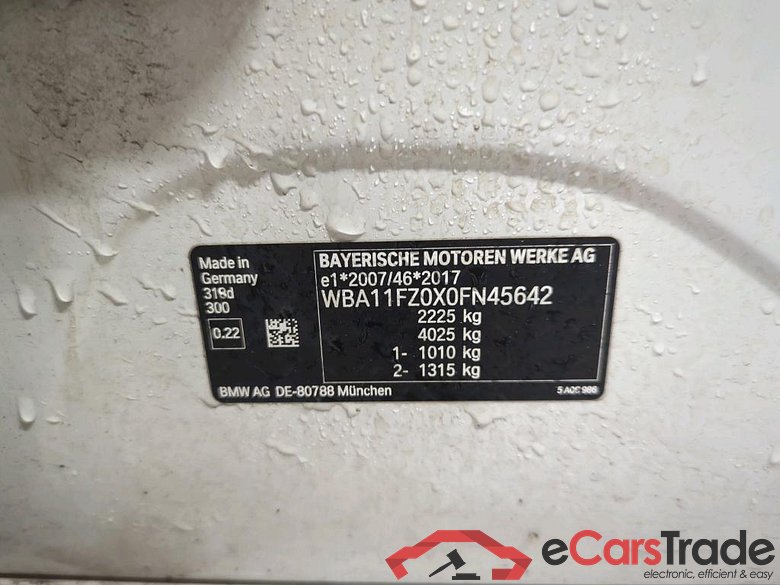 Made in
Germany
318d
300
0.22
BAYERISCHE MOTOREN WERKE AG
e1*2007/46*2017
WBA11FZ0X0FN45642
2225 kg
4025 kg
1- 1010 kg
2- 1315 kg
BMW AG DE-80788 München
eCarsTrade
electronic, efficient & easy